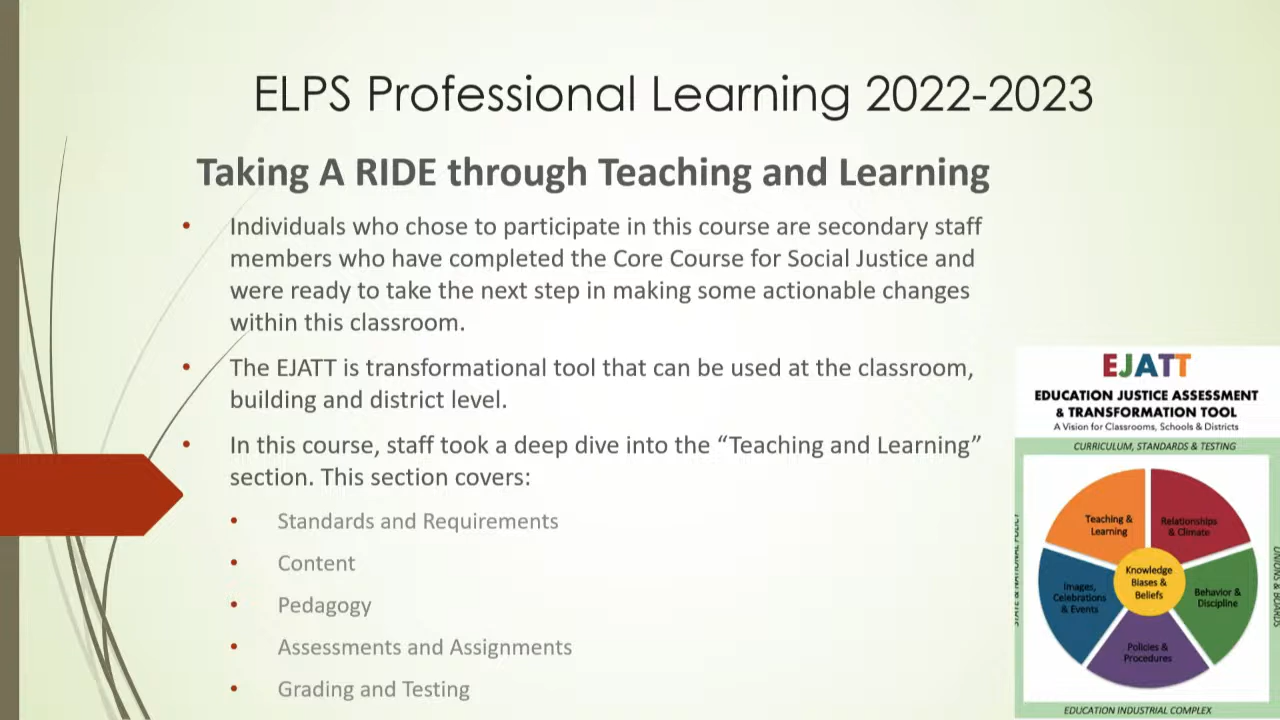 ELPS Professional Learning 2022-2023
Taking A RIDE through Teaching and Learning
• Individuals who chose to participate in this course are secondary staff
members who have completed the Core Course for Social Justice and
were ready to take the next step in making some actionable changes
within this classroom.
• The EJATT is transformational tool that can be used at the classroom,
building and district level.
• In this course, staff took a deep dive into the “Teaching and Learning”
section. This section covers:
• Standards and Requirements
• Content
• Pedagogy
• Assessments and Assignments
• Grading and Testing
EJATT
EDUCATION JUSTICE ASSESSMENT
& TRANSFORMATION TOOL
A Vision for Classrooms, Schools & Districts
CURRICULUM, STANDARDS & TESTING
STATE & NATIONAL POLICY
Teaching &
Learning
Relationships
& Climate
Knowledge
Biases &
Beliefs
Images,
Celebrations
& Events
Behavior &
Discipline
Policies &
Procedures
UNIONS & BOARDS
EDUCATION INDUSTRIAL COMPLEX